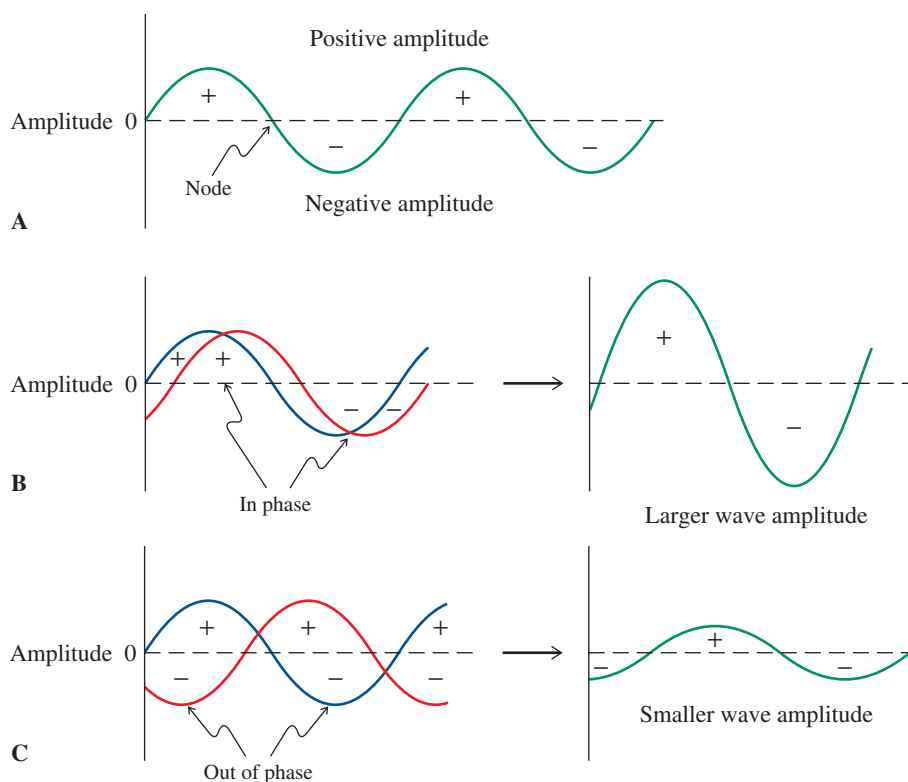 Positive amplitude
+ +
Amplitude 0
– –
Node
Negative amplitude
A
+ + +
Amplitude 0
– – –
B
In phase
Larger wave amplitude
+ + + +
Amplitude 0
– – – – –
Smaller wave amplitude
C
Out of phase